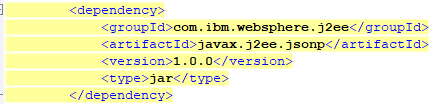 <dependency>
<groupId>com.ibm.websphere.j2ee</groupId>
<artifactId>javax.j2ee.jsonp</artifactId>
<version>1.0.0</version>
<type>jar</type>
</dependency>